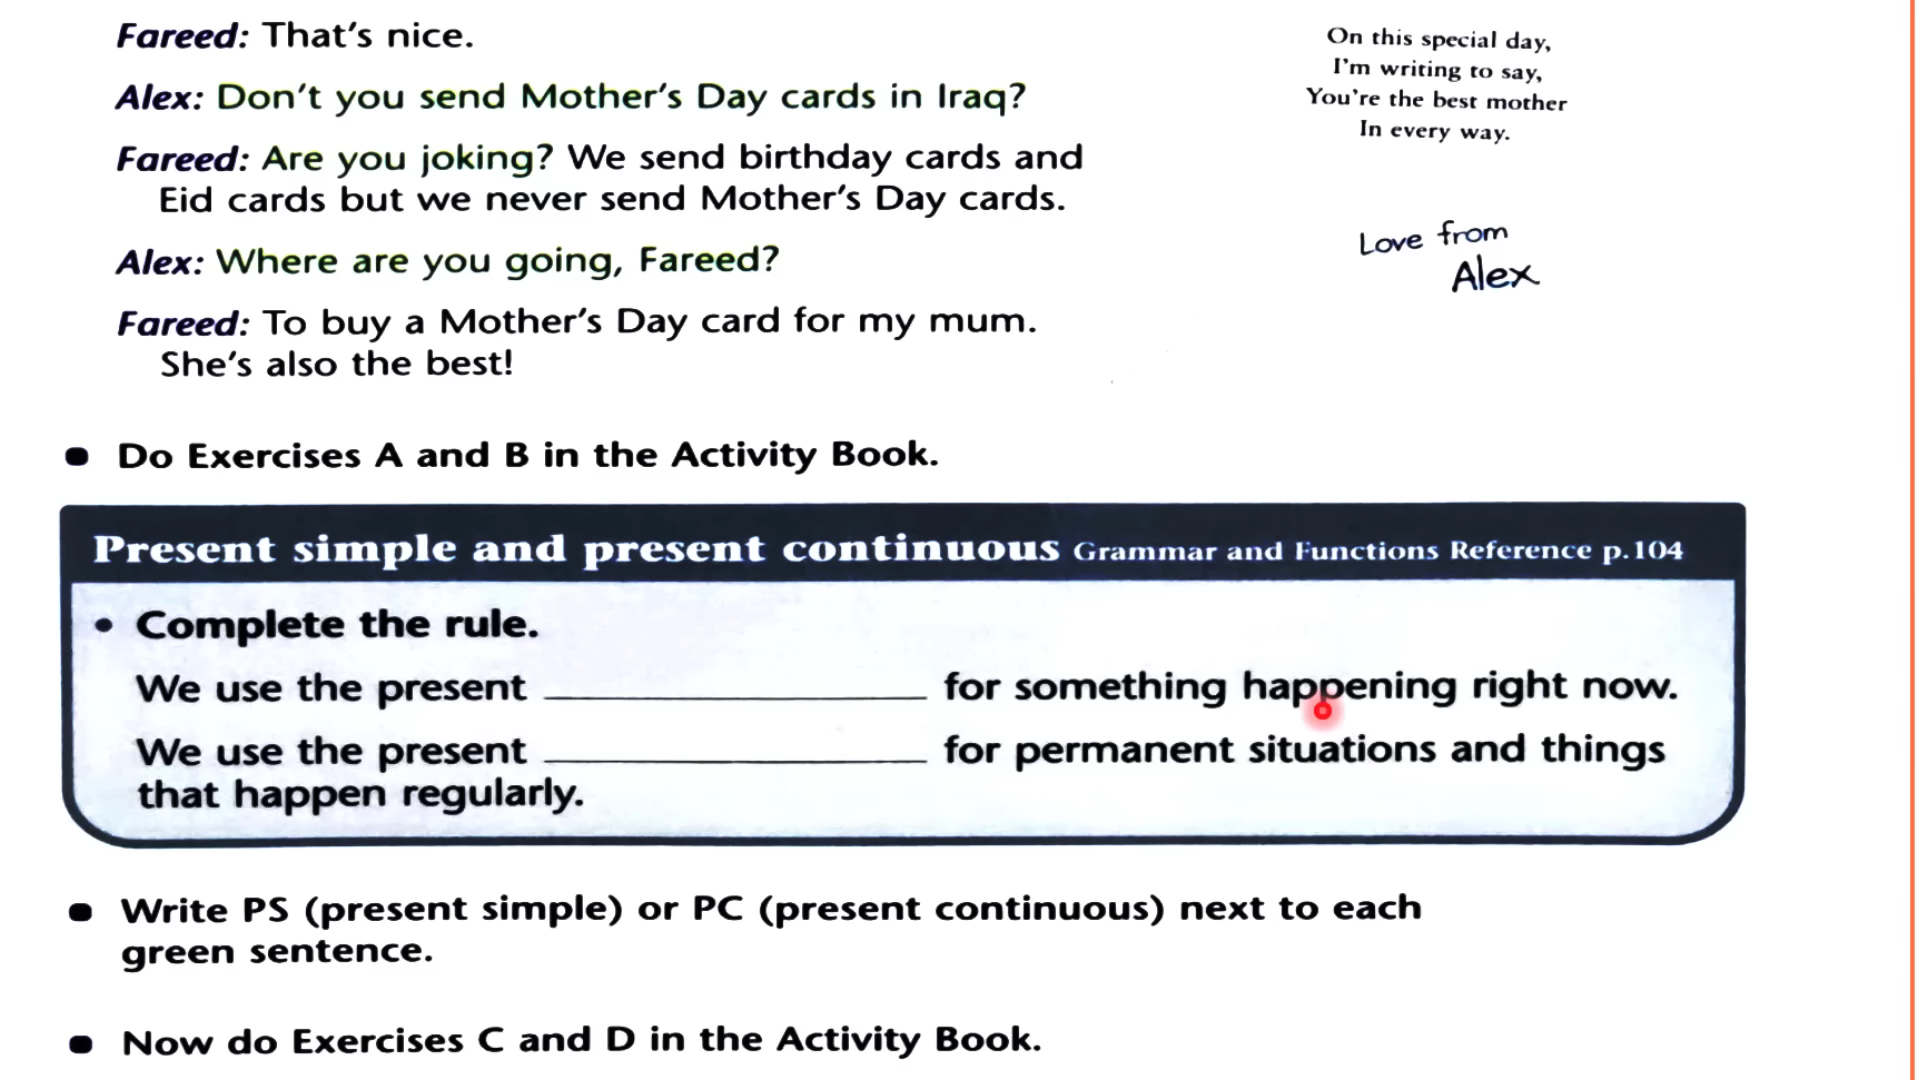 Fareed: That's nice.
Alex: Don't you send Mother's Day cards in Iraq?
Fareed: Are you joking? We send birthday cards and
Eid cards but we never send Mother's Day cards.
Alex: Where are you going, Fareed?
Fareed: To buy a Mother's Day card for my mum.
She's also the best!
On this special day,
I'm writing to say,
You're the best mother
In every way.
Love from
Alex
• Do Exercises A and B in the Activity Book.
Present simple and present continuous Grammar and Functions Reference p.104
• Complete the rule.
We use the present ____________ for something happening right now.
We use the present ____________ for permanent situations and things
that happen regularly.
• Write PS (present simple) or PC (present continuous) next to each
green sentence.
• Now do Exercises C and D in the Activity Book.